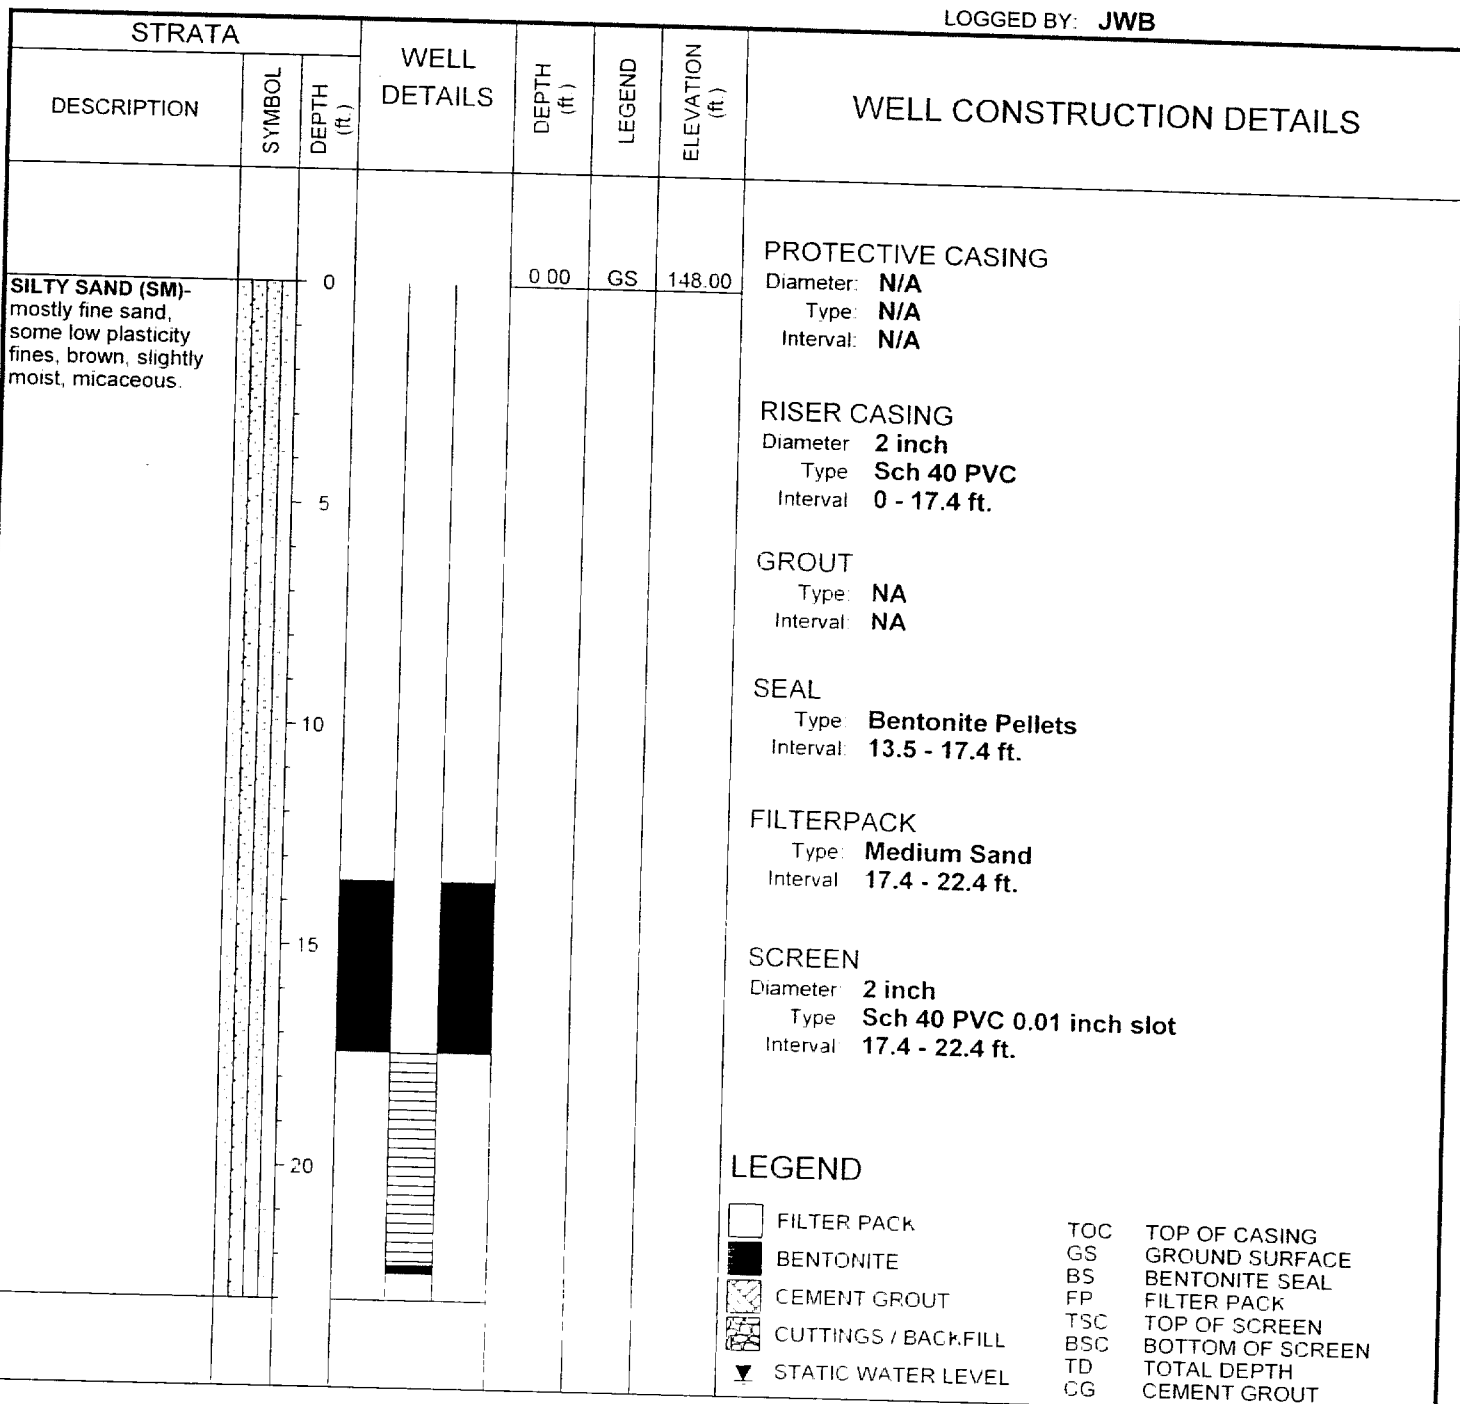 LOGGED BY: JWB
STRATA
DESCRIPTION
SYMBOL
DEPTH (ft.)
WELL DETAILS
DEPTH (ft)
LEGEND
ELEVATION (ft)
WELL CONSTRUCTION DETAILS
0 00 GS 148.00
SILTY SAND (SM)-
mostly fine sand,
some low plasticity
fines, brown, slightly
moist, micaceous.
0
5
10
15
20
PROTECTIVE CASING
Diameter: N/A
Type: N/A
Interval: N/A
RISER CASING
Diameter 2 inch
Type Sch 40 PVC
Interval 0 - 17.4 ft.
GROUT
Type: NA
Interval: NA
SEAL
Type: Bentonite Pellets
Interval: 13.5 - 17.4 ft.
FILTERPACK
Type: Medium Sand
Interval 17.4 - 22.4 ft.
SCREEN
Diameter 2 inch
Type Sch 40 PVC 0.01 inch slot
Interval 17.4 - 22.4 ft.
LEGEND
FILTER PACK
BENTONITE
CEMENT GROUT
CUTTINGS / BACKFILL
STATIC WATER LEVEL
TOC TOP OF CASING
GS GROUND SURFACE
BS BENTONITE SEAL
FP FILTER PACK
TSC TOP OF SCREEN
BSC BOTTOM OF SCREEN
TD TOTAL DEPTH
CG CEMENT GROUT